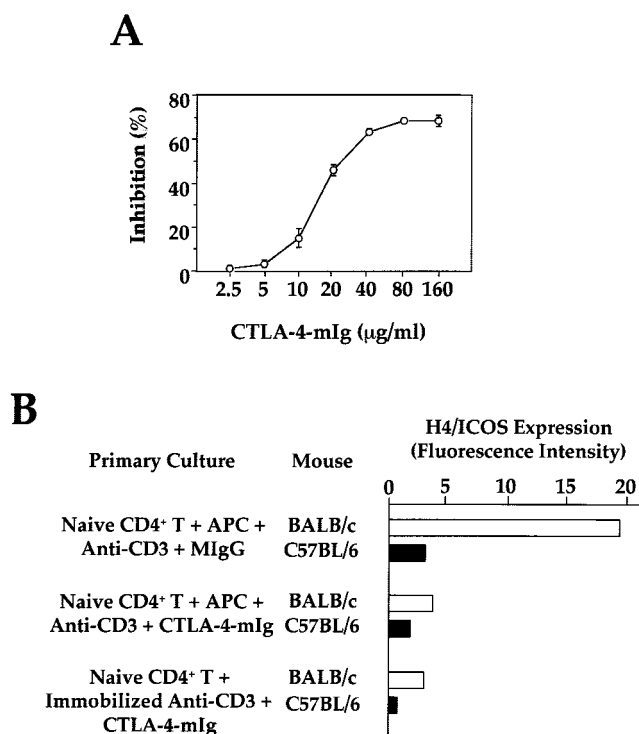 A
80
60
40
20
0
Inhibition (%)
2.5 5 10 20 40 80 160
CTLA-4-mIg (µg/ml)
B
H4/ICOS Expression
(Fluorescence Intensity)
Primary Culture Mouse
0 5 10 15 20
Naive CD4⁺ T + APC + BALB/c
Anti-CD3 + MIgG C57BL/6
Naive CD4⁺ T + APC + BALB/c
Anti-CD3 + CTLA-4-mIg C57BL/6
Naive CD4⁺ T + BALB/c
Immobilized Anti-CD3 + C57BL/6
CTLA-4-mIg